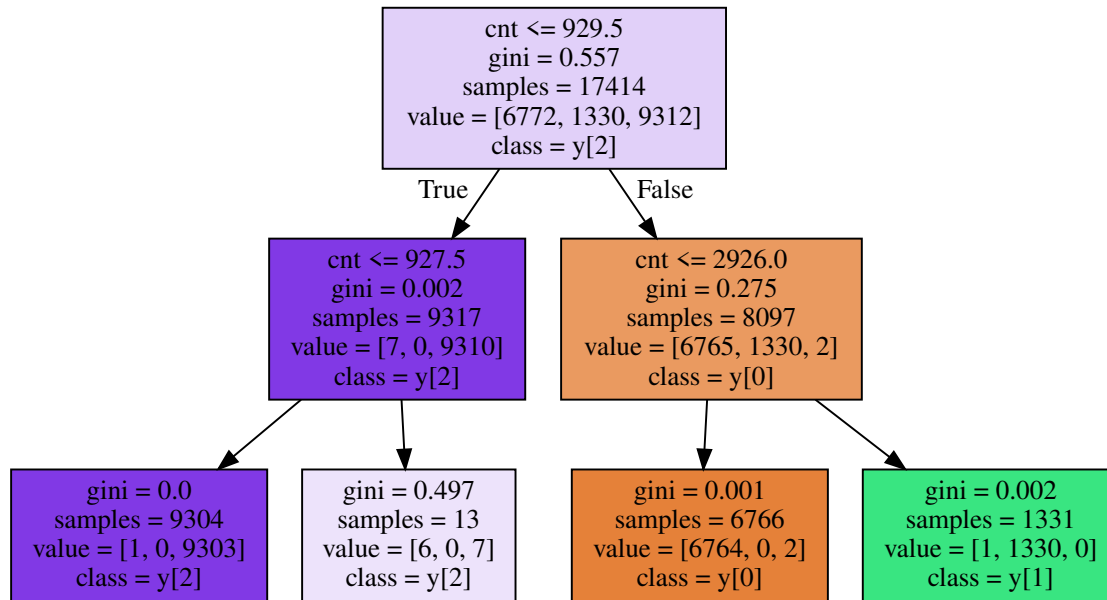 cnt <= 929.5
gini = 0.557
samples = 17414
value = [6772, 1330, 9312]
class = y[2]
True
False
cnt <= 927.5
gini = 0.002
samples = 9317
value = [7, 0, 9310]
class = y[2]
cnt <= 2926.0
gini = 0.275
samples = 8097
value = [6765, 1330, 2]
class = y[0]
gini = 0.0
samples = 9304
value = [1, 0, 9303]
class = y[2]
gini = 0.497
samples = 13
value = [6, 0, 7]
class = y[2]
gini = 0.001
samples = 6766
value = [6764, 0, 2]
class = y[0]
gini = 0.002
samples = 1331
value = [1, 1330, 0]
class = y[1]